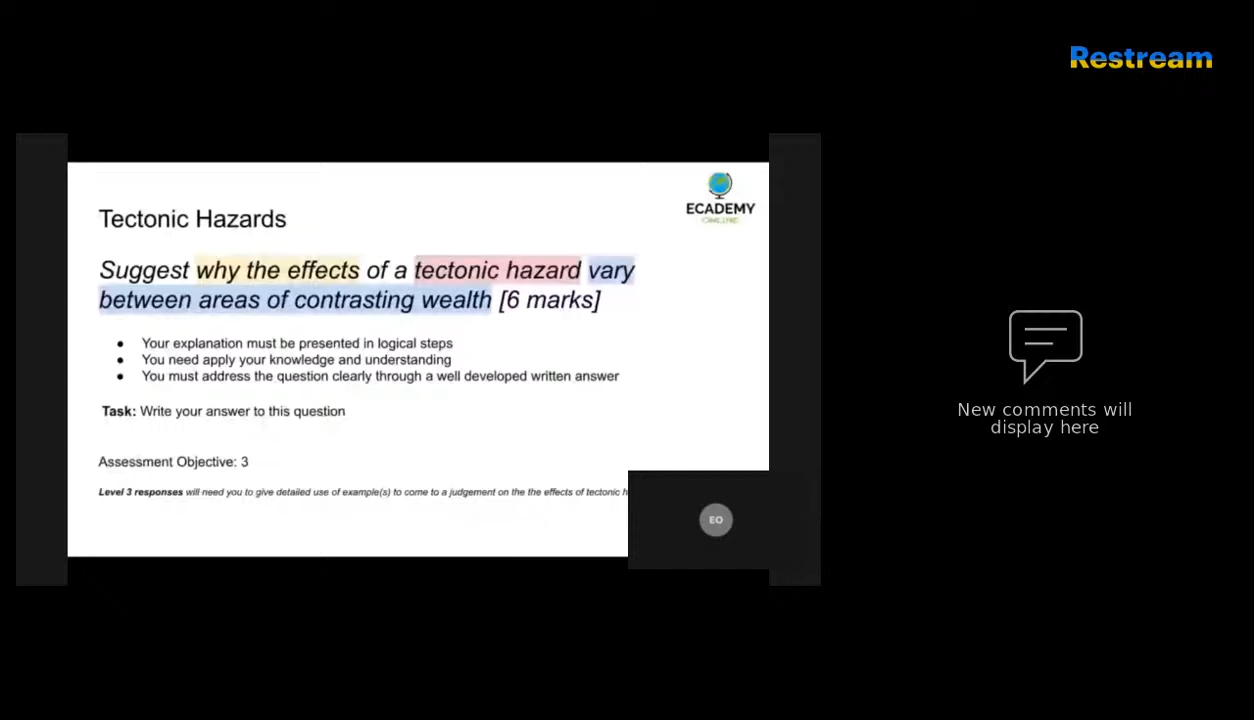 Restream
ECADEMY
ONLINE
Tectonic Hazards
Suggest why the effects of a tectonic hazard vary
between areas of contrasting wealth [6 marks]
● Your explanation must be presented in logical steps
● You need apply your knowledge and understanding
● You must address the question clearly through a well developed written answer
Task: Write your answer to this question
Assessment Objective: 3
Level 3 responses will need you to give detailed use of example(s) to come to a judgement on the the effects of tectonic h
EO
New comments will
display here